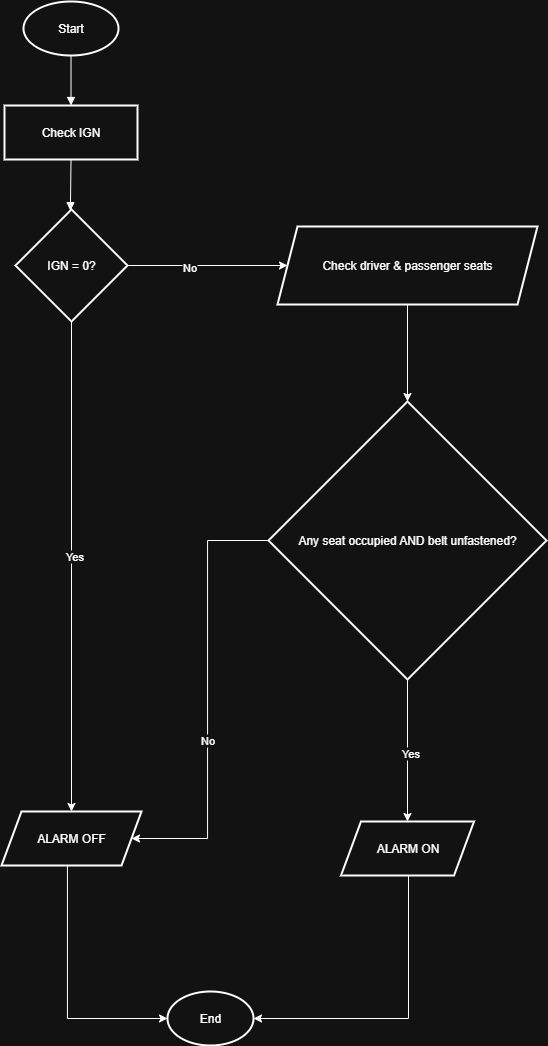 Start
Check IGN
IGN = 0?
No
Check driver & passenger seats
Any seat occupied AND belt unfastened?
Yes
No
Yes
ALARM OFF
ALARM ON
End